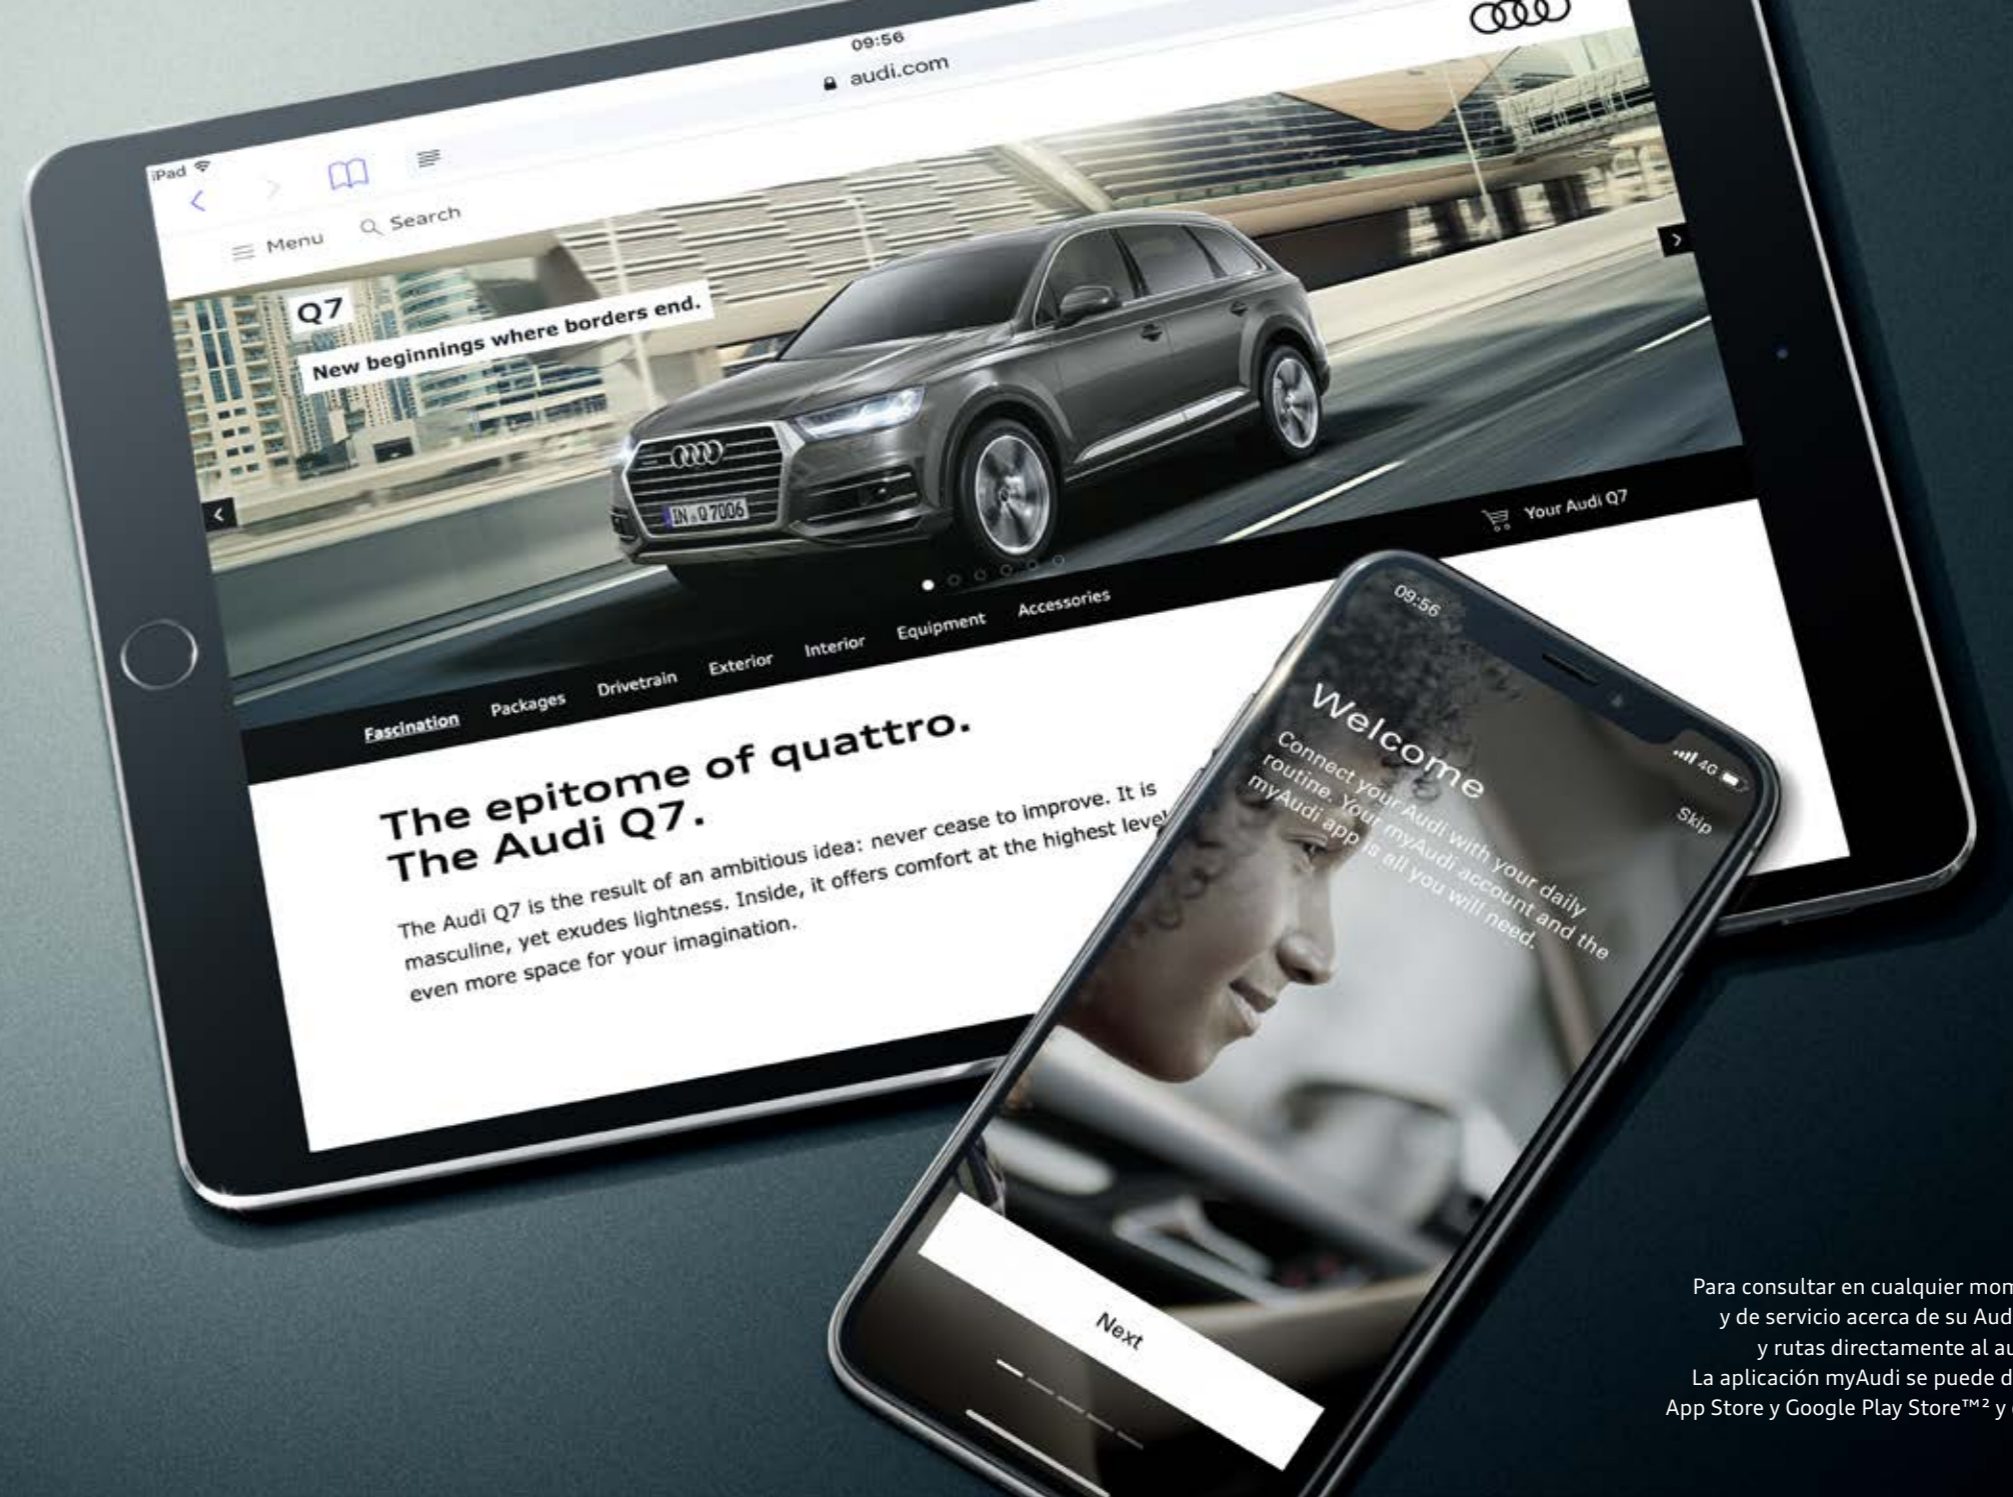 09:56
audi.com
iPad
Menu
Search
Q7
New beginnings where borders end.
IN Q 7006
Your Audi Q7
Fascination Packages Drivetrain Exterior Interior Equipment Accessories
The epitome of quattro.
The Audi Q7.
The Audi Q7 is the result of an ambitious idea: never cease to improve. It is
masculine, yet exudes lightness. Inside, it offers comfort at the highest level
even more space for your imagination.
09:56
4G
Skip
Welcome
Connect your Audi with your daily
routine. Your myAudi account and the
myAudi app is all you will need.
Next
Para consultar en cualquier
y de servicio acerca de su
y rutas directamente al
La aplicación myAudi se puede
App Store y Google Play Store™² y